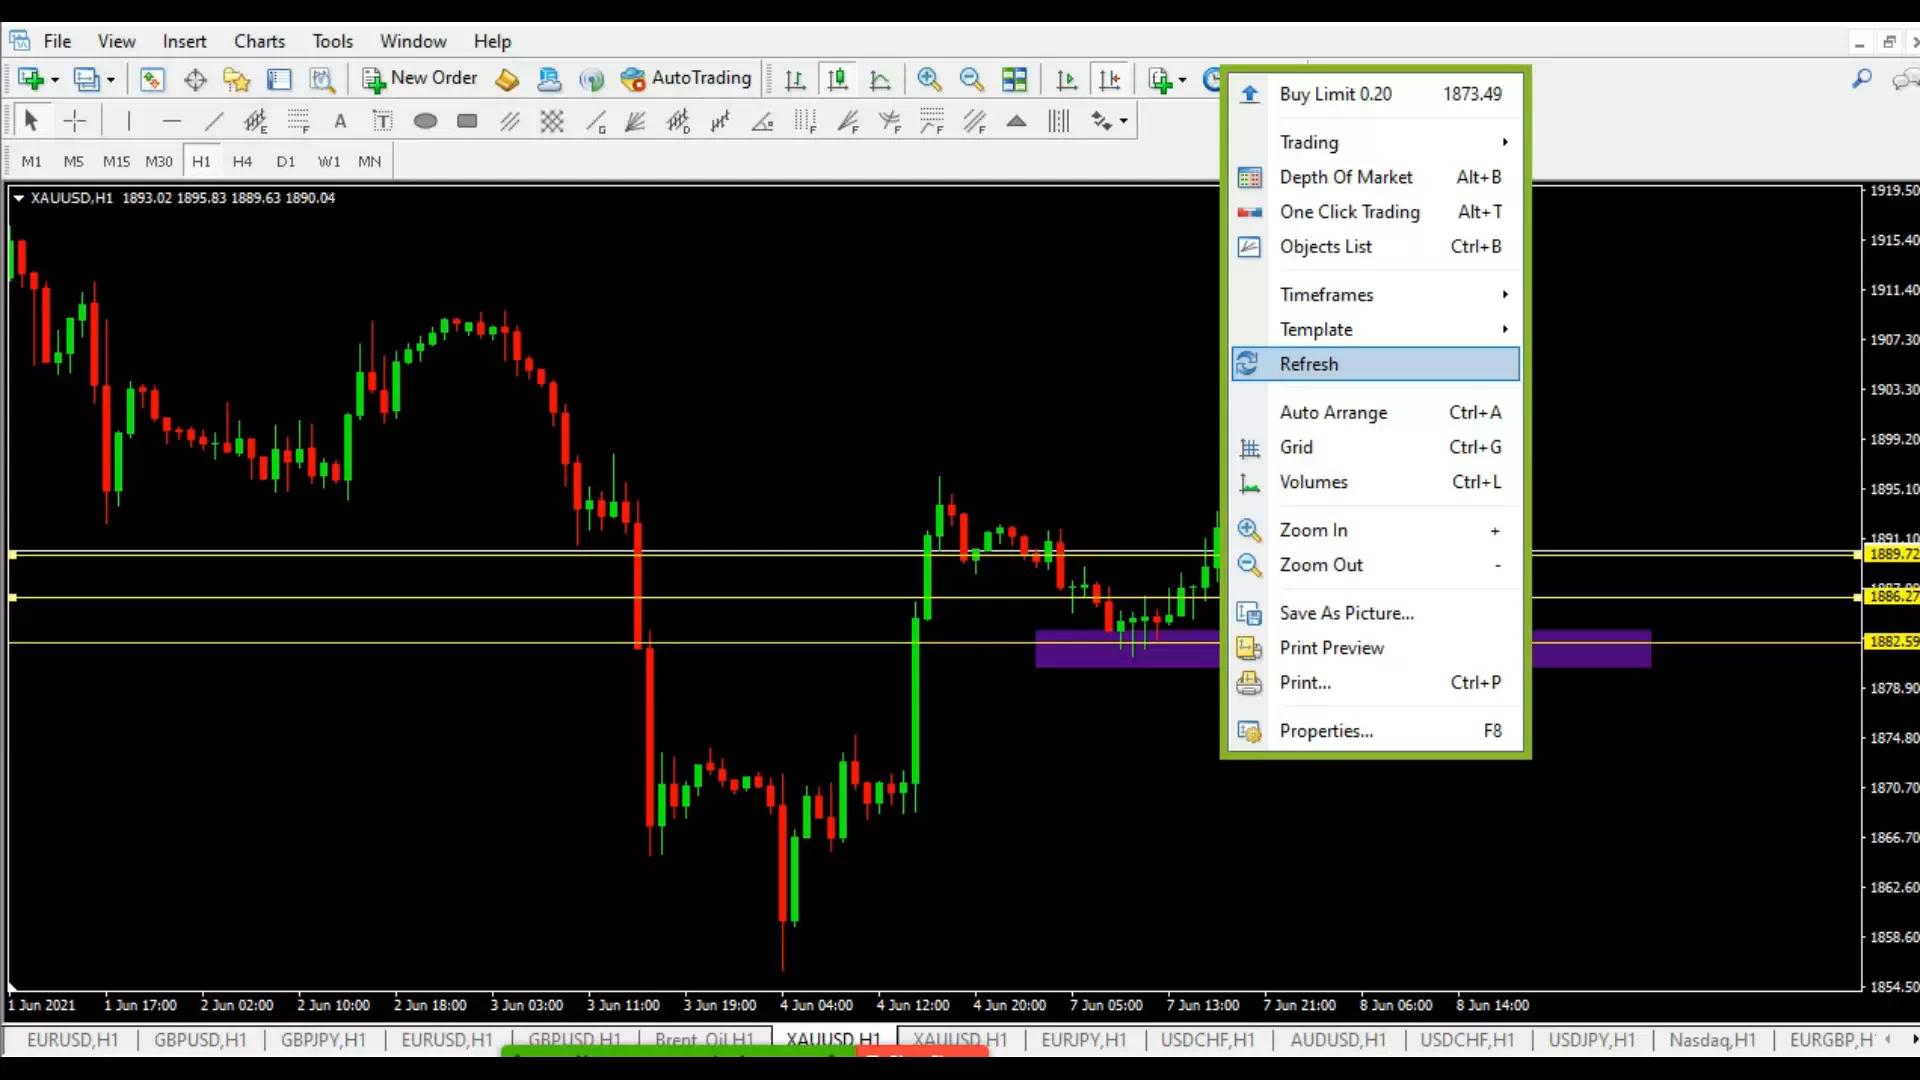 File View Insert Charts Tools Window Help
New Order AutoTrading
M1 M5 M15 M30 H1 H4 D1 W1 MN
XAUUSD,H1 1893.02 1895.83 1889.63 1890.04
Buy Limit 0.20 1873.49
Trading
Depth Of Market Alt+B
One Click Trading Alt+T
Objects List Ctrl+B
Timeframes
Template
Refresh
Auto Arrange Ctrl+A
Grid Ctrl+G
Volumes Ctrl+L
Zoom In +
Zoom Out -
Save As Picture...
Print Preview
Print... Ctrl+P
Properties... F8
1919.50
1915.40
1911.40
1907.30
1903.30
1899.20
1895.10
1891.10
1889.72
1886.27
1882.59
1878.90
1874.80
1870.70
1866.70
1862.60
1858.60
1854.50
1 Jun 2021 1 Jun 17:00 2 Jun 02:00 2 Jun 10:00 2 Jun 18:00 3 Jun 03:00 3 Jun 11:00 3 Jun 19:00 4 Jun 04:00 4 Jun 12:00 4 Jun 20:00 7 Jun 05:00 7 Jun 13:00 7 Jun 21:00 8 Jun 06:00 8 Jun 14:00
EURUSD,H1 GBPUSD,H1 GBPJPY,H1 EURUSD,H1 GBPUSD,H1 Brent_Oil,H1 XAUUSD,H1 XAUUSD,H1 EURJPY,H1 USDCHF,H1 AUDUSD,H1 USDCHF,H1 USDJPY,H1 Nasdaq,H1 EURGBP,H